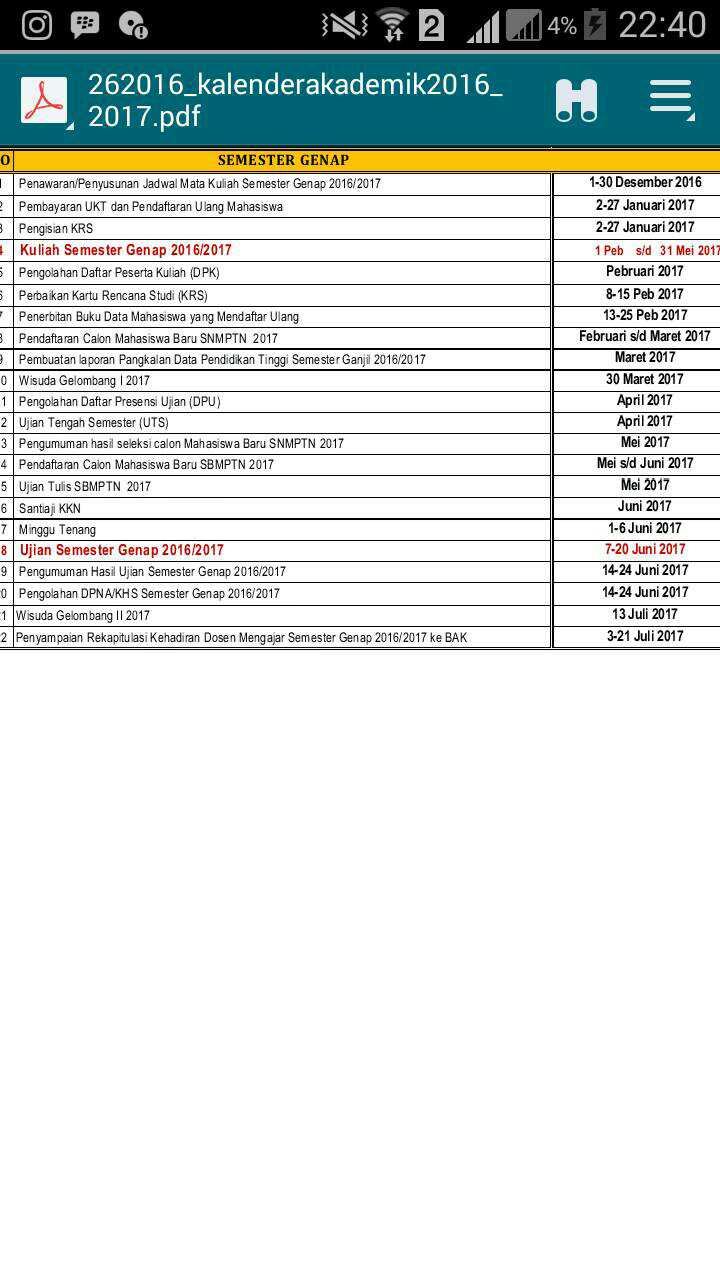 2 4% 22:40
262016_kalenderakademik2016_
2017.pdf
O SEMESTER GENAP
1 Penawaran/Penyusunan Jadwal Mata Kuliah Semester Genap 2016/2017 1-30 Desember 2016
2 Pembayaran UKT dan Pendaftaran Ulang Mahasiswa 2-27 Januari 2017
3 Pengisian KRS 2-27 Januari 2017
4 Kuliah Semester Genap 2016/2017 1 Peb s/d 31 Mei 2017
5 Pengolahan Daftar Peserta Kuliah (DPK) Pebruari 2017
6 Perbaikan Kartu Rencana Studi (KRS) 8-15 Peb 2017
7 Penerbitan Buku Data Mahasiswa yang Mendaftar Ulang 13-25 Peb 2017
8 Pendaftaran Calon Mahasiswa Baru SNMPTN 2017 Februari s/d Maret 2017
9 Pembuatan laporan Pangkalan Data Pendidikan Tinggi Semester Ganjil 2016/2017 Maret 2017
0 Wisuda Gelombang I 2017 30 Maret 2017
1 Pengolahan Daftar Presensi Ujian (DPU) April 2017
2 Ujian Tengah Semester (UTS) April 2017
3 Pengumuman hasil seleksi calon Mahasiswa Baru SNMPTN 2017 Mei 2017
4 Pendaftaran Calon Mahasiswa Baru SBMPTN 2017 Mei s/d Juni 2017
5 Ujian Tulis SBMPTN 2017 Mei 2017
6 Santiaji KKN Juni 2017
7 Minggu Tenang 1-6 Juni 2017
8 Ujian Semester Genap 2016/2017 7-20 Juni 2017
9 Pengumuman Hasil Ujian Semester Genap 2016/2017 14-24 Juni 2017
20 Pengolahan DPNA/KHS Semester Genap 2016/2017 14-24 Juni 2017
21 Wisuda Gelombang II 2017 13 Juli 2017
22 Penyampaian Rekapitulasi Kehadiran Dosen Mengajar Semester Genap 2016/2017 ke BAK 3-21 Juli 2017